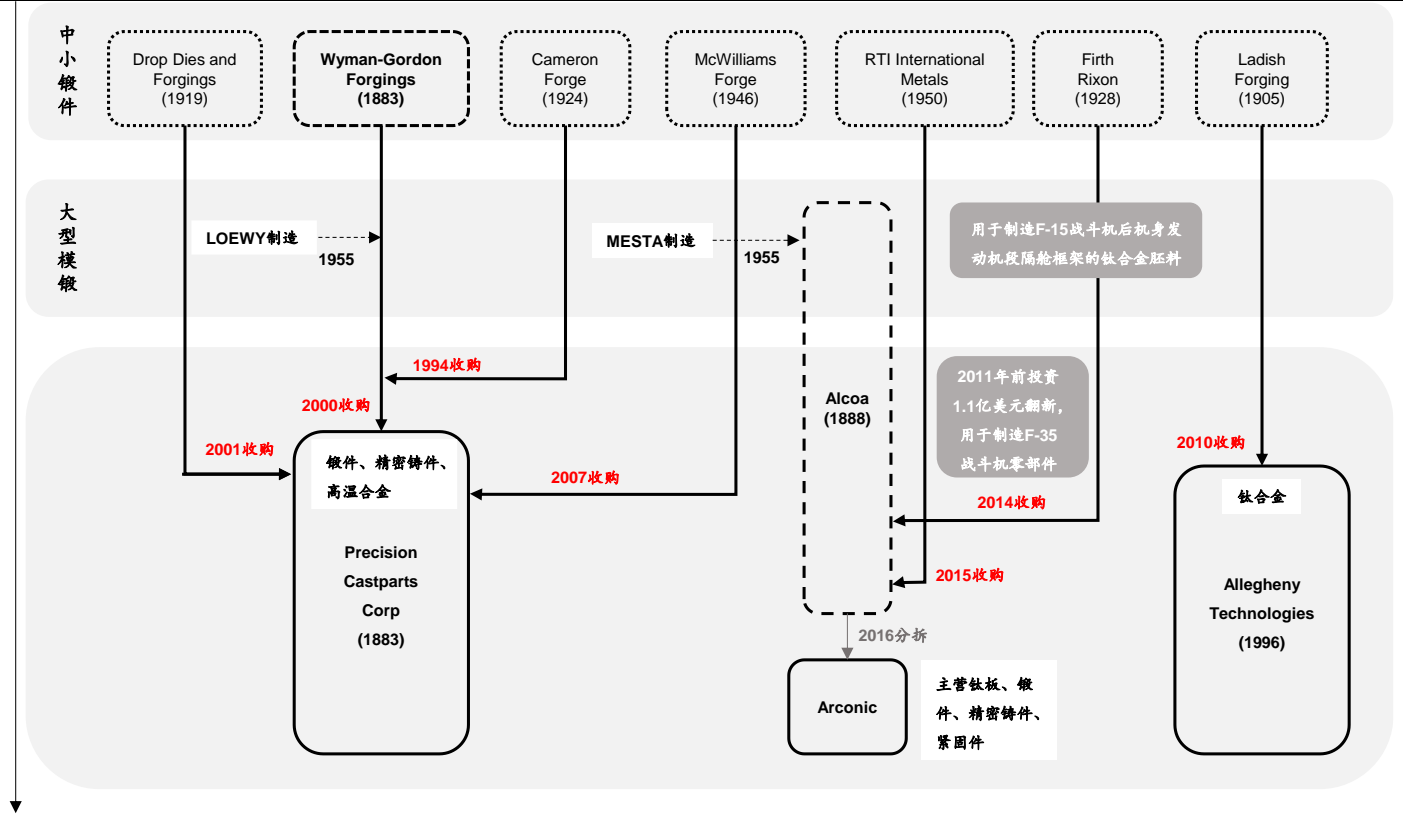 中
小
锻
件
Drop Dies and
Forgings
(1919)
Wyman-Gordon
Forgings
(1883)
Cameron
Forge
(1924)
McWilliams
Forge
(1946)
RTI International
Metals
(1950)
Firth
Rixon
(1928)
Ladish
Forging
(1905)
大
型
模
锻
LOEWY制造
1955
MESTA制造
1955
用于制造F-15战斗机后机身发
动机段隔舱框架的钛合金胚料
1994收购
2000收购
2001收购
2007收购
Alcoa
(1888)
2011年前投资
1.1亿美元翻新,
用于制造F-35
战斗机零部件
2010收购
2014收购
2015收购
锻件、精密铸件、
高温合金
Precision
Castparts
Corp
(1883)
钛合金
Allegheny
Technologies
(1996)
2016分拆
Arconic
主营钛板、锻
件、精密铸件、
紧固件